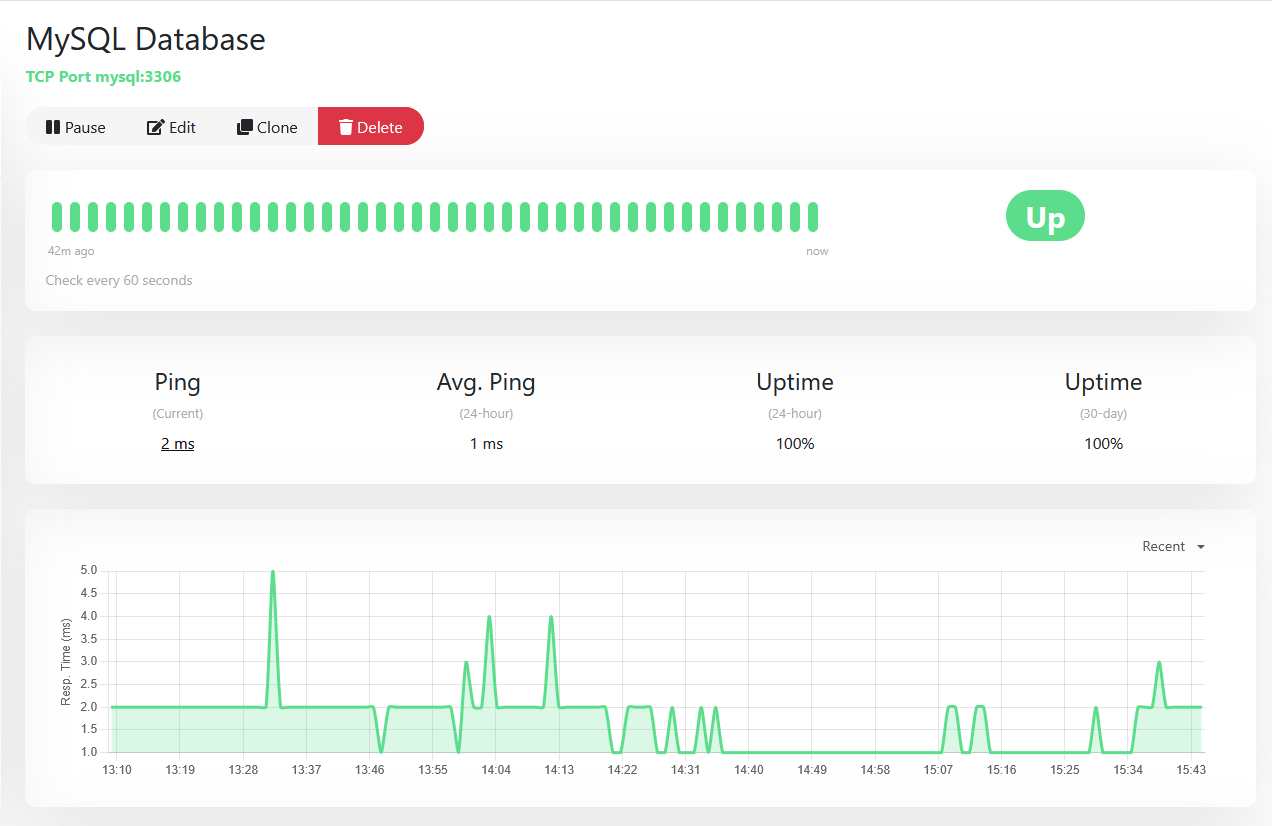 MySQL Database
TCP Port mysql:3306
Pause Edit Clone Delete
Up
42m ago now
Check every 60 seconds
Ping Avg. Ping Uptime Uptime
(Current) (24-hour) (24-hour) (30-day)
2 ms 1 ms 100% 100%
Recent
Resp. Time (ms)
5.0
4.5
4.0
3.5
3.0
2.5
2.0
1.5
1.0
13:10 13:19 13:28 13:37 13:46 13:55 14:04 14:13 14:22 14:31 14:40 14:49 14:58 15:07 15:16 15:25 15:34 15:43